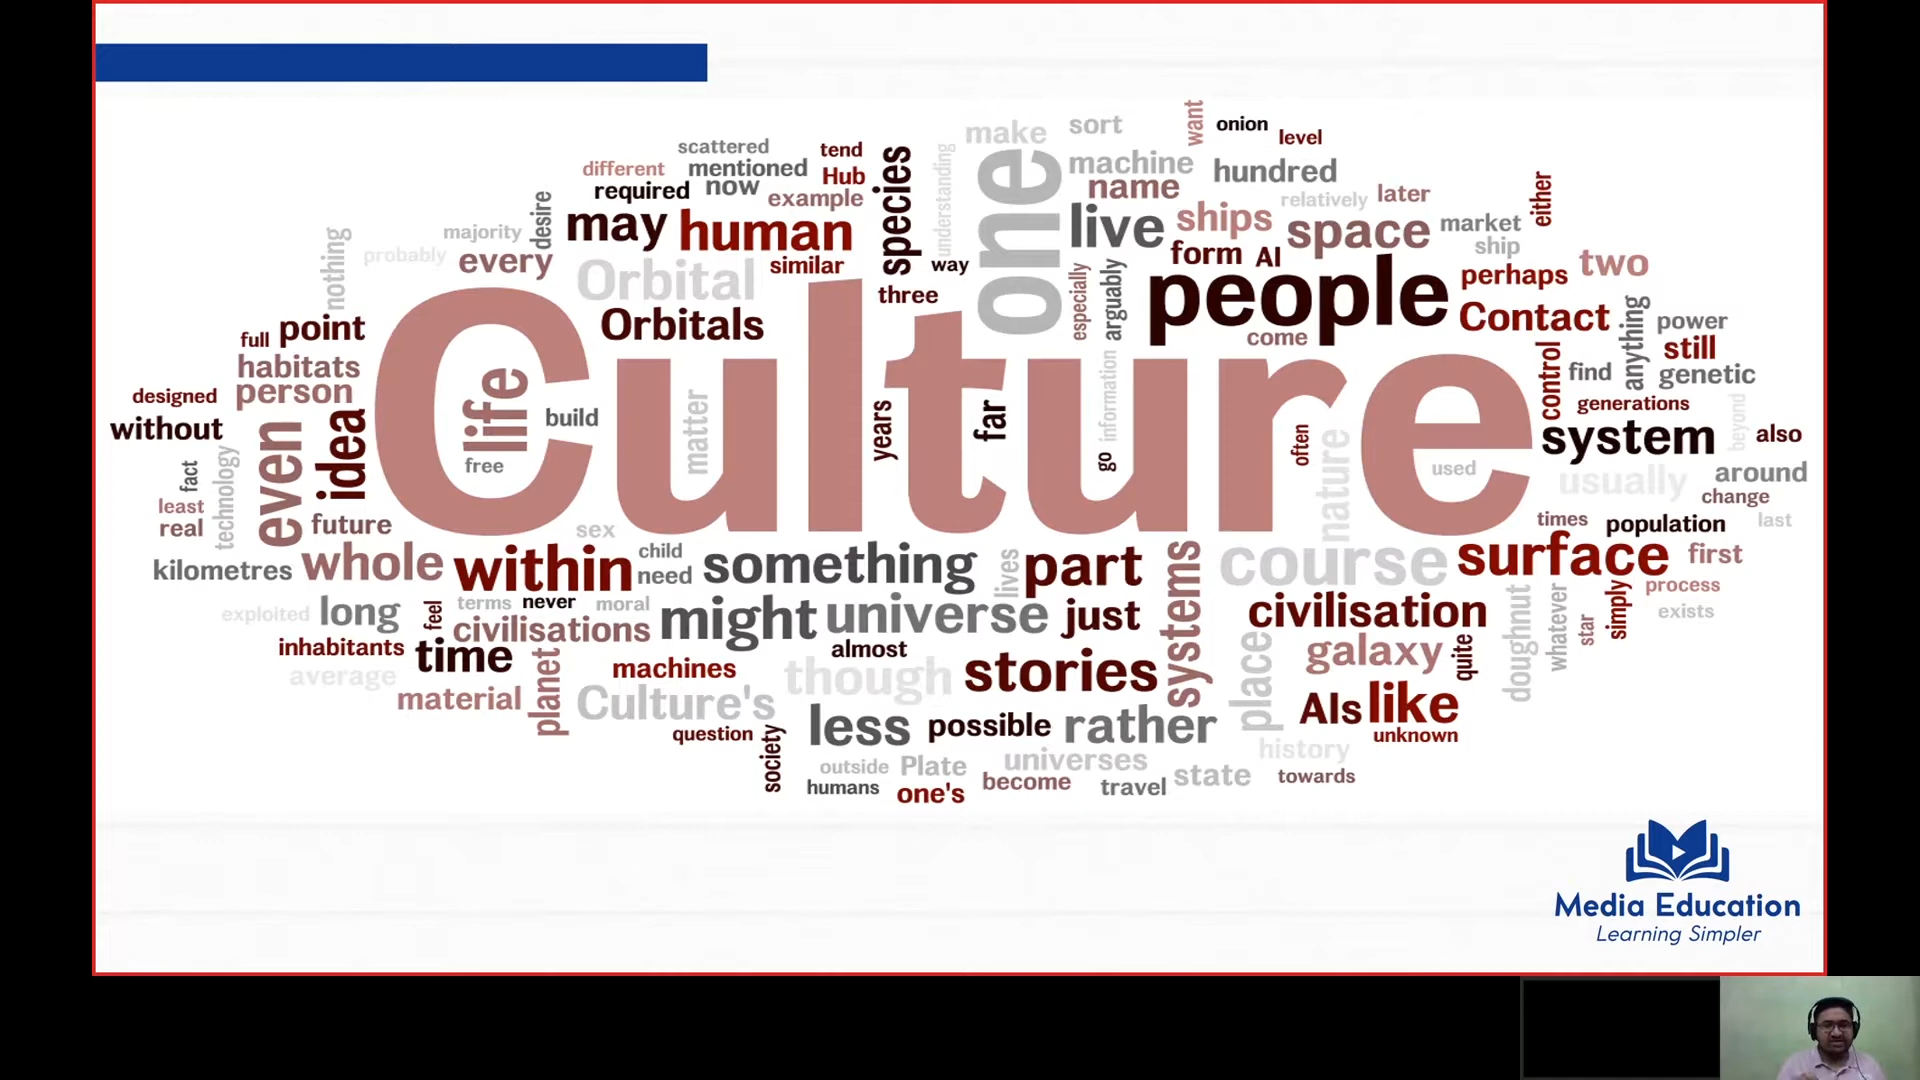 want
onion
make
sort
level
scattered
tend
species
understanding
one
machine
hundred
different
mentioned
Hub
name
required
now
example
relatively
later
either
desire
may
human
live
ships
space
market
ship
nothing
majority
probably
every
Orbital
similar
way
form
AI
perhaps
two
three
especially
arguably
people
Contact
anything
power
full
point
Orbitals
come
still
habitats
Culture
control
find
genetic
designed
person
life
matter
information
generations
beyond
without
idea
build
years
far
go
often
nature
system
also
even
fact
technology
free
used
usually
around
change
least
real
future
sex
times
population
last
kilometres
whole
within
child
need
something
lives
part
systems
course
surface
first
process
exploited
long
feel
terms
never
moral
might
universe
just
civilisation
doughnut
whatever
star
simply
exists
inhabitants
time
civilisations
almost
place
galaxy
quite
average
planet
machines
though
stories
material
Culture's
AIs
like
question
society
less
possible
rather
unknown
history
outside
Plate
universes
humans
one's
become
travel
state
towards
Media Education
Learning Simpler